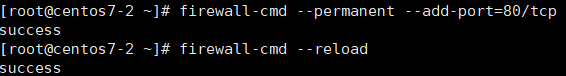 [root@centos7-2 ~]# firewall-cmd --permanent --add-port=80/tcp
success
[root@centos7-2 ~]# firewall-cmd --reload
success